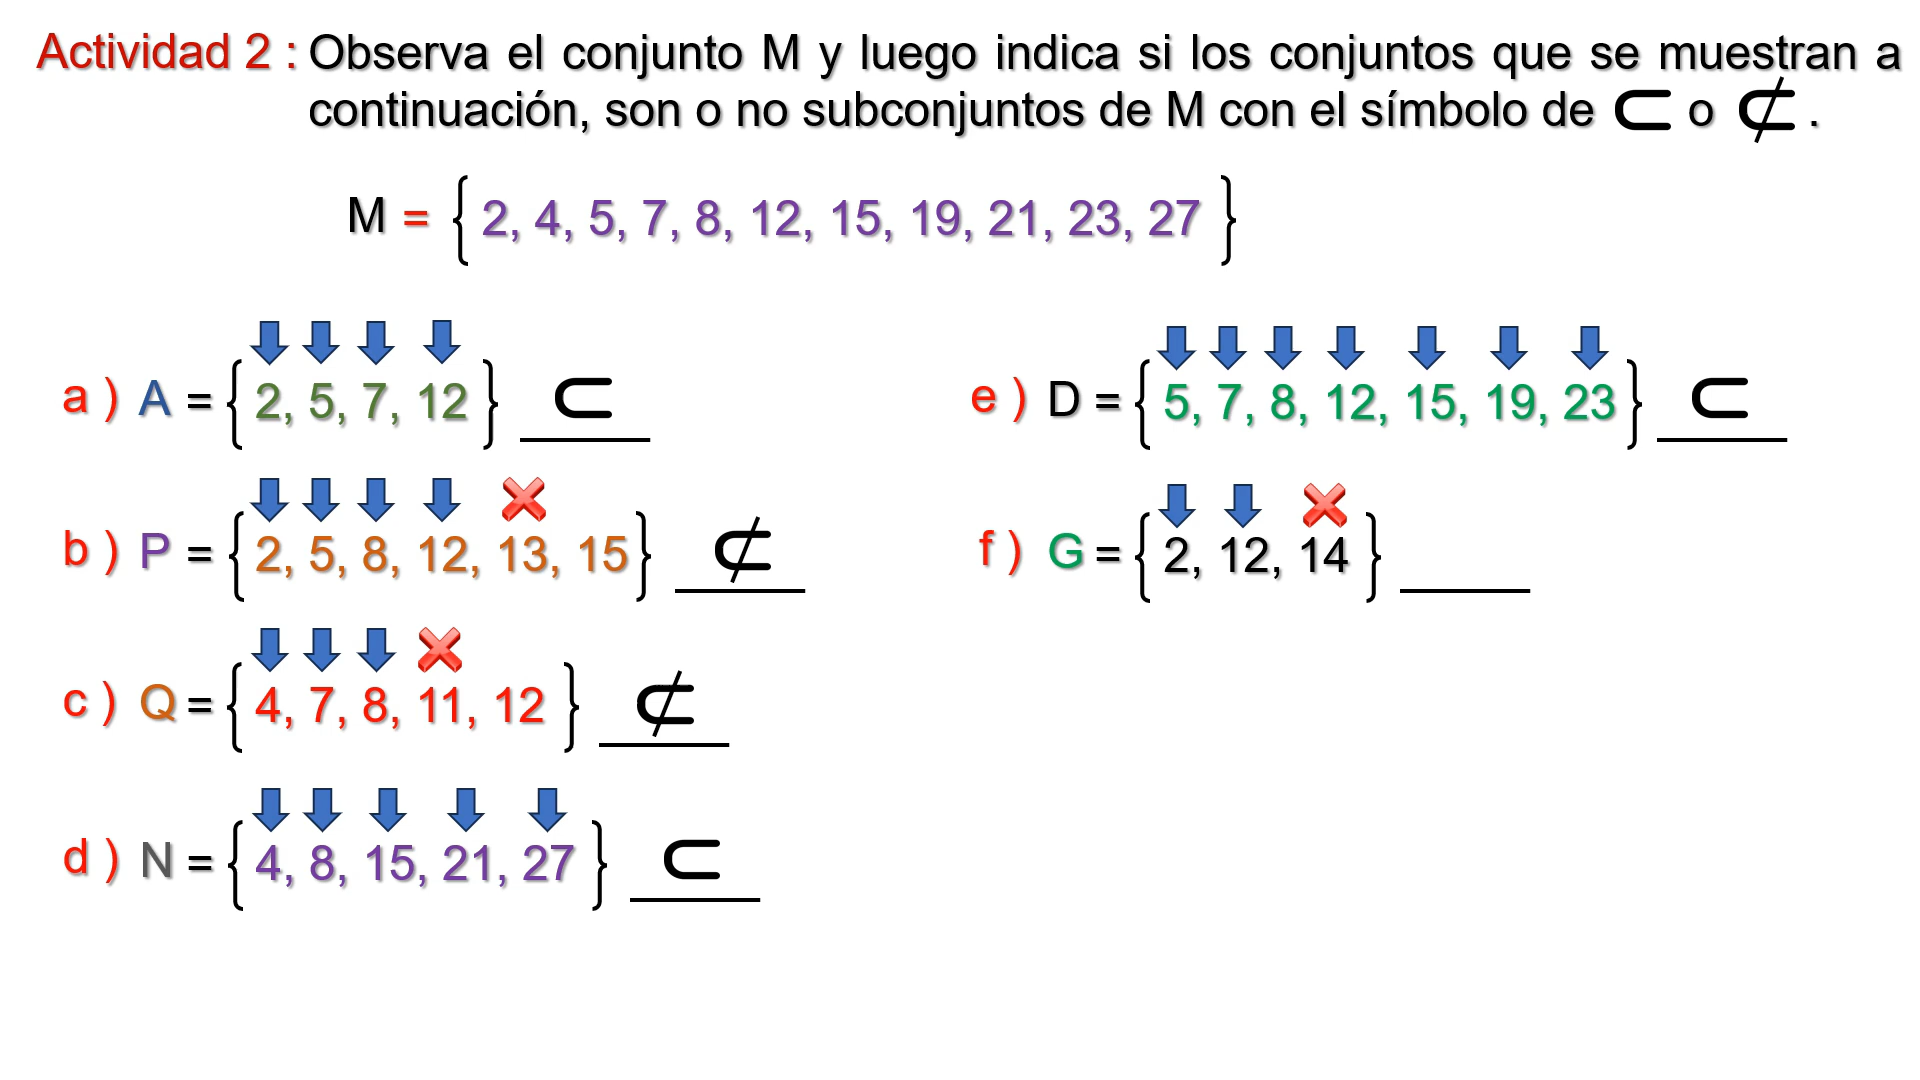 Actividad 2 : Observa el conjunto M y luego indica si los conjuntos que se muestran a
continuación, son o no subconjuntos de M con el símbolo de ⊂ o ⊄ .
M = { 2, 4, 5, 7, 8, 12, 15, 19, 21, 23, 27 }
a ) A = { 2, 5, 7, 12 } ⊂
b ) P = { 2, 5, 8, 12, 13, 15 } ⊄
c ) Q = { 4, 7, 8, 11, 12 } ⊄
d ) N = { 4, 8, 15, 21, 27 } ⊂
e ) D = { 5, 7, 8, 12, 15, 19, 23 } ⊂
f ) G = { 2, 12, 14 } ______